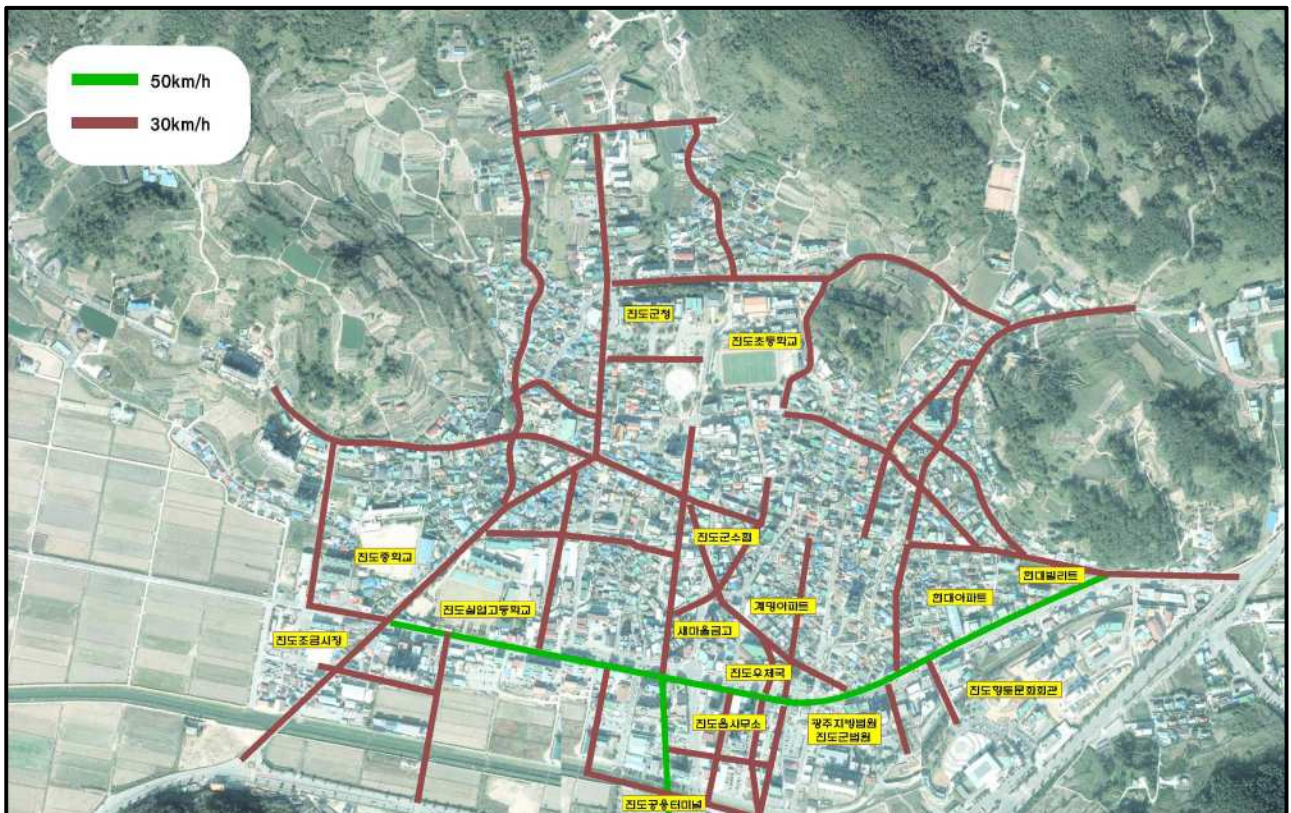 50km/h
30km/h
진도군청
진도초등학교
진도군수협
진도중학교
현대빌리트
현대아파트
계명아파트
진도실업고등학교
새마을금고
진도조금시장
진도우체국
진도향토문화회관
진도읍사무소
광주지방법원
진도군법원
진도공용터미널